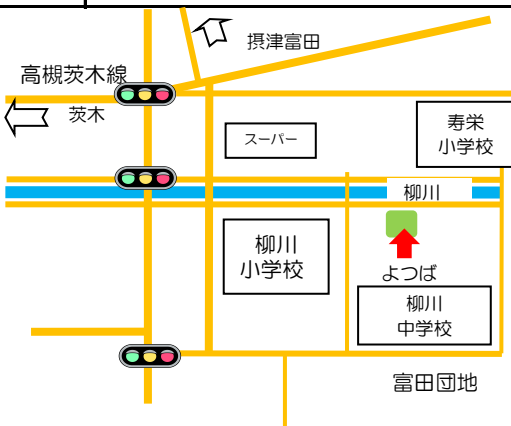 摂津富田
高槻茨木線
茨木
スーパー
寿栄
小学校
柳川
柳川
小学校
よつば
柳川
中学校
富田団地